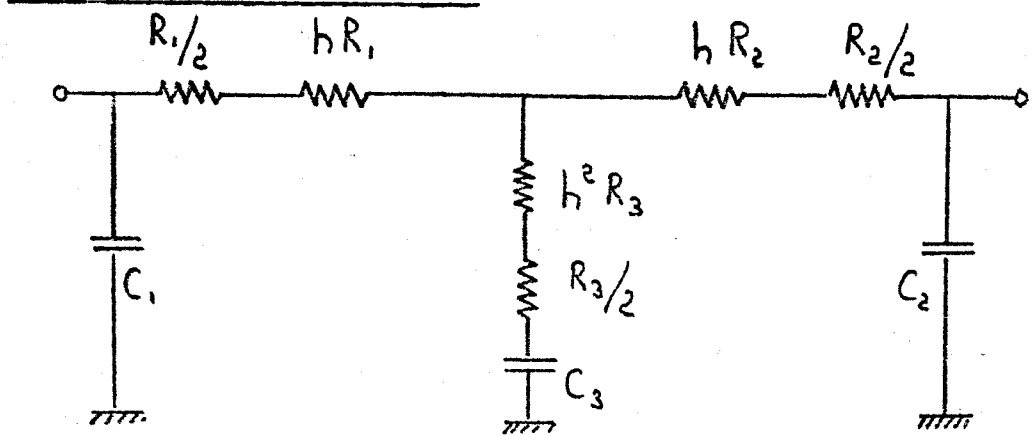 R₁/2 hR₁ hR₂ R₂/2
h²R₃
R₃/2
C₁ C₂
C₃